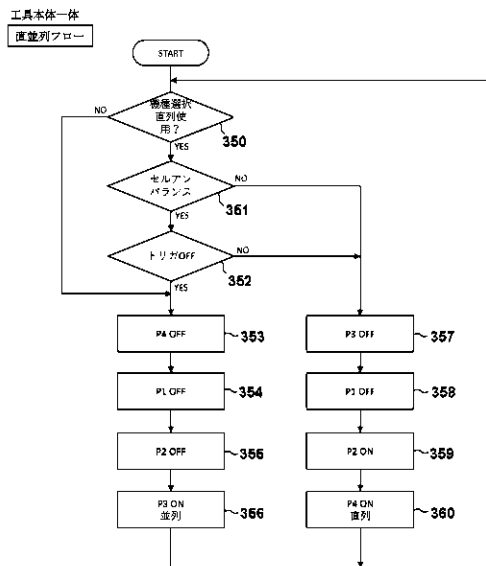 工具本体一体
直並列フロー
START
機種選択
直列使
用?
350
NO
YES
セルアン
バランス
351
NO
YES
トリガOFF
352
NO
YES
P4 OFF
353
P3 OFF
357
P1 OFF
354
P1 OFF
358
P2 OFF
355
P2 ON
359
P3 ON
並列
356
P4 ON
直列
360